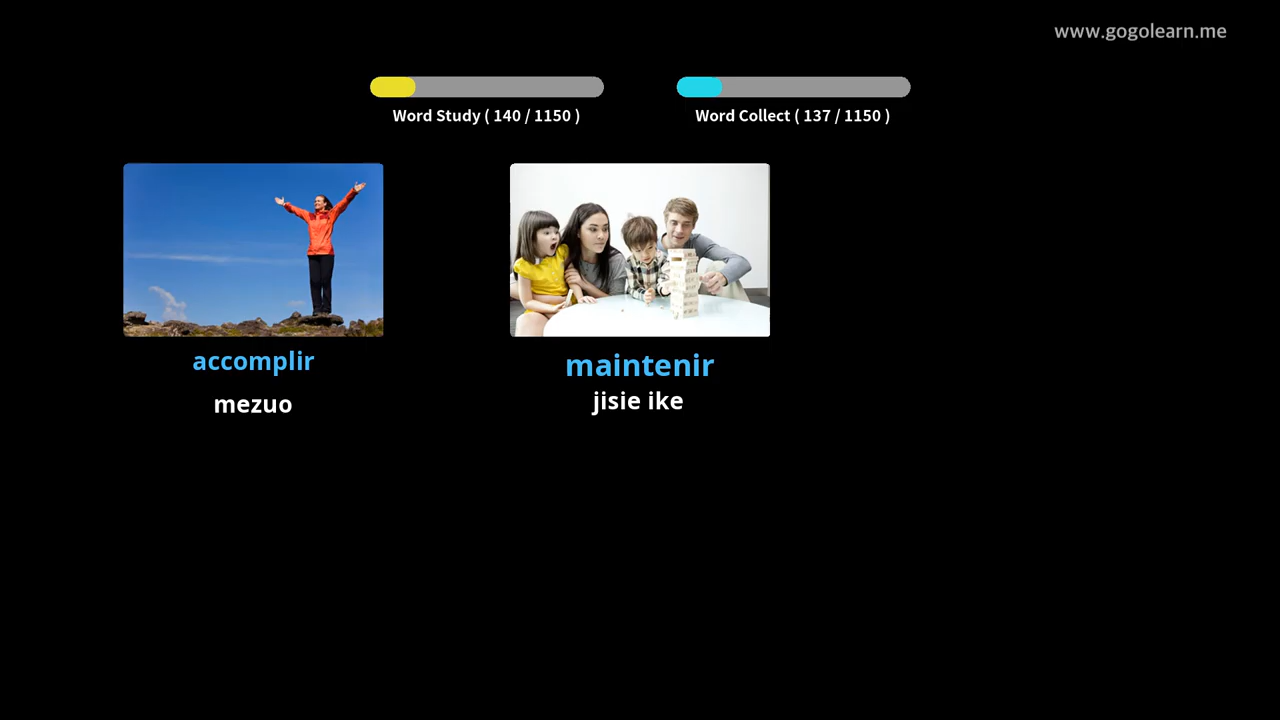 www.gogolearn.me
Word Study ( 140 / 1150 )
Word Collect ( 137 / 1150 )
accomplir
mezuo
maintenir
jisie ike